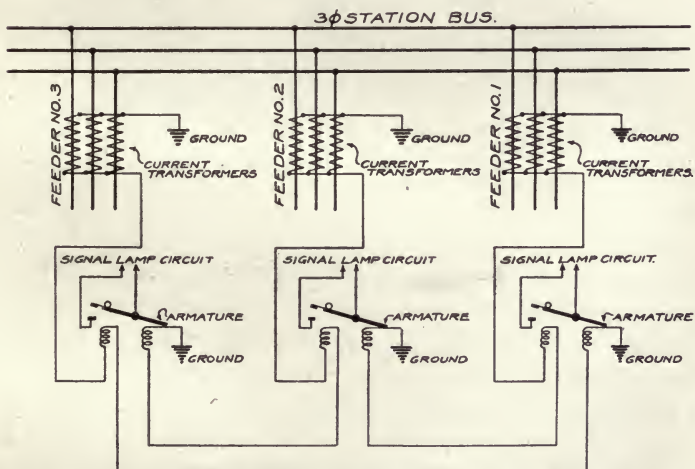 3φ STATION BUS.
FEEDER NO.3
GROUND
CURRENT
TRANSFORMERS
FEEDER NO.2
GROUND
CURRENT
TRANSFORMERS
FEEDER NO.1
GROUND
CURRENT
TRANSFORMERS.
SIGNAL LAMP CIRCUIT
ARMATURE
GROUND
SIGNAL LAMP CIRCUIT
ARMATURE
GROUND
SIGNAL LAMP CIRCUIT.
ARMATURE
GROUND